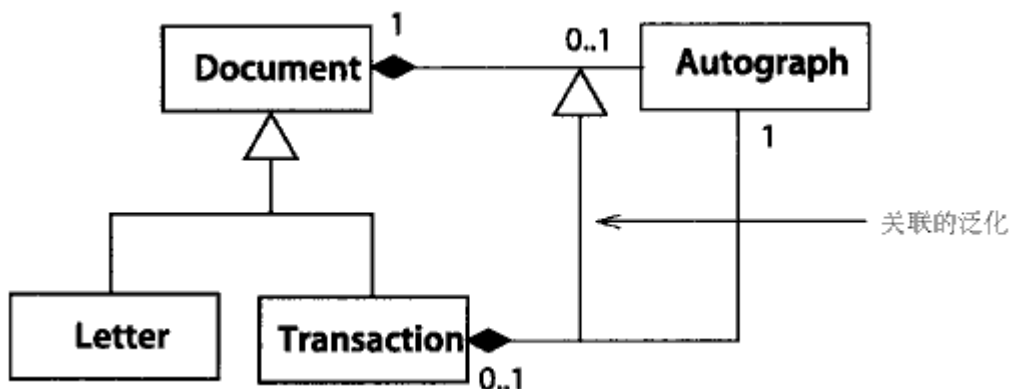 1
Document
0..1
Autograph
1
关联的泛化
Letter
Transaction
0..1